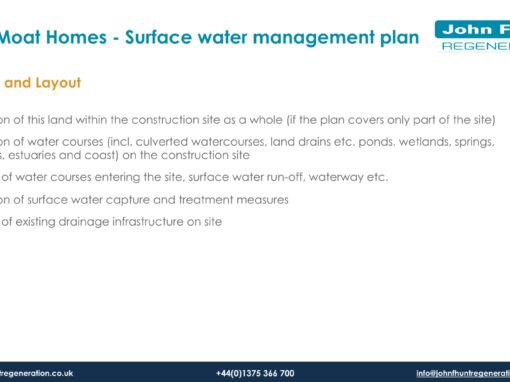 Moat Homes - Surface water management plan
John F
REGENER
and Layout
on of this land within the construction site as a whole (if the plan covers only part of the site)
on of water courses (incl. culverted watercourses, land drains etc. ponds, wetlands, springs,
s, estuaries and coast) on the construction site
of water courses entering the site, surface water run-off, waterway etc.
on of surface water capture and treatment measures
of existing drainage infrastructure on site
tregeneration.co.uk
+44(0)1375 366 700
info@johnfhuntregenerati